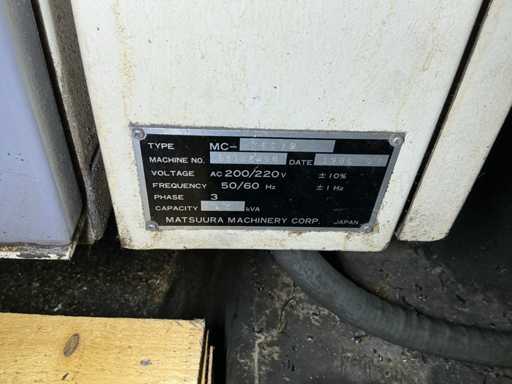 TYPE MC-
MACHINE NO. DATE
VOLTAGE AC 200/220 V ±10%
FREQUENCY 50/60 Hz ±1 Hz
PHASE 3
CAPACITY kVA
MATSUURA MACHINERY CORP. JAPAN